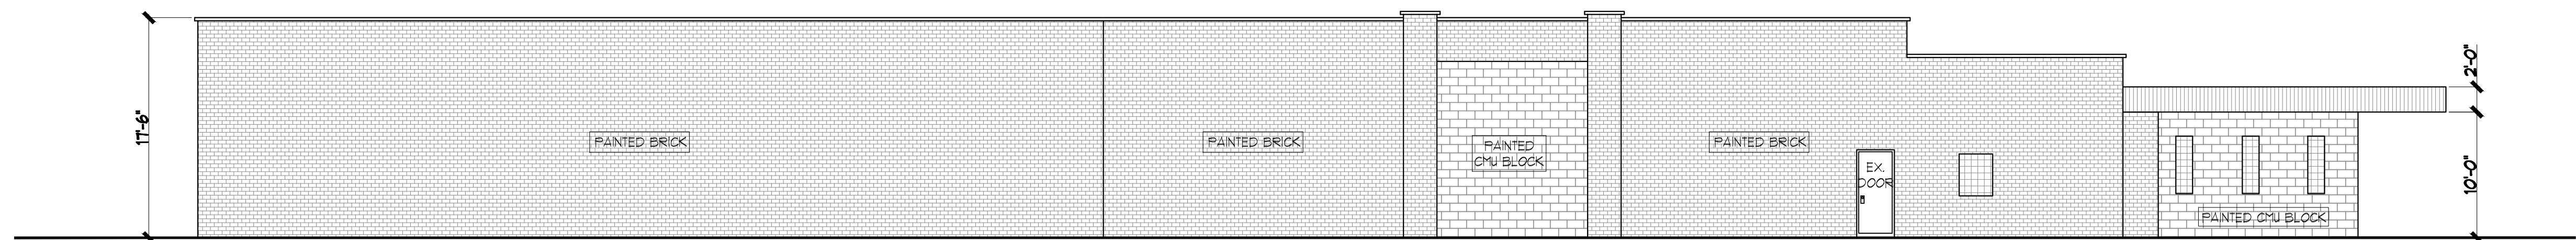 17'-6"
PAINTED BRICK
PAINTED BRICK
PAINTED
CMU BLOCK
PAINTED BRICK
EX.
DOOR
PAINTED CMU BLOCK
2'-0"
10'-0"